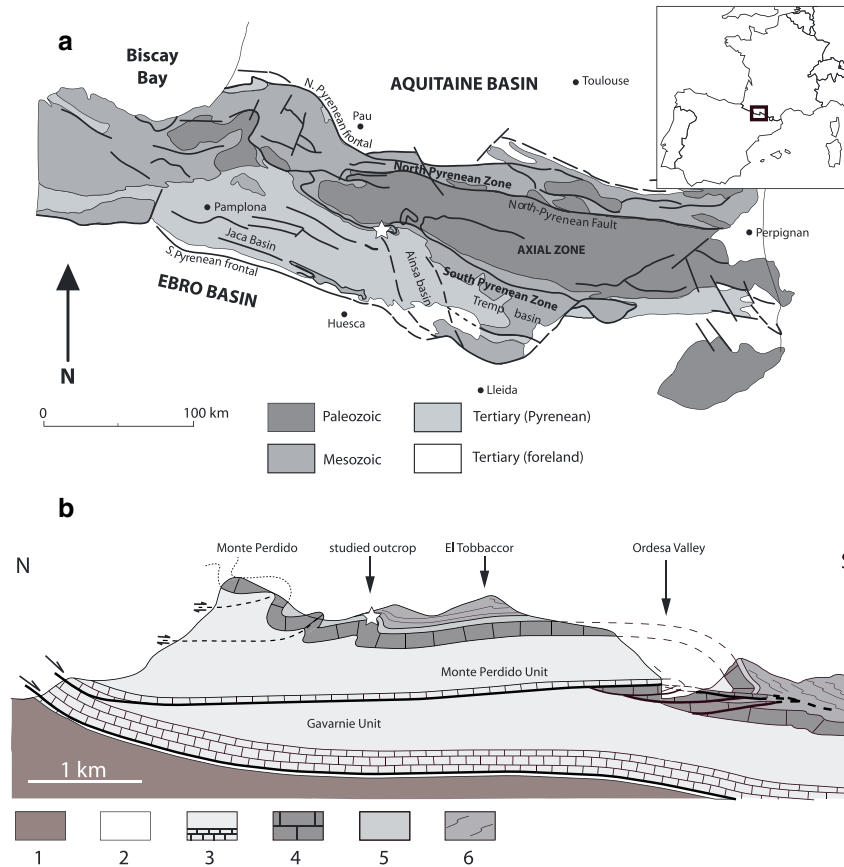 a
Biscay
Bay
N. Pyrenean frontal
Pau
AQUITAINE BASIN
Toulouse
North Pyrenean Zone
North-Pyrenean Fault
Pamplona
Perpignan
AXIAL ZONE
Jaca Basin
S. Pyrenean frontal
Ainsa basin
South Pyrenean Zone
Tremp basin
EBRO BASIN
Huesca
N
Lleida
0 100 km
Paleozoic Tertiary (Pyrenean)
Mesozoic Tertiary (foreland)
b
N Monte Perdido studied outcrop El Tobbaccor Ordesa Valley
Monte Perdido Unit
Gavarnie Unit
1 km
1 2 3 4 5 6